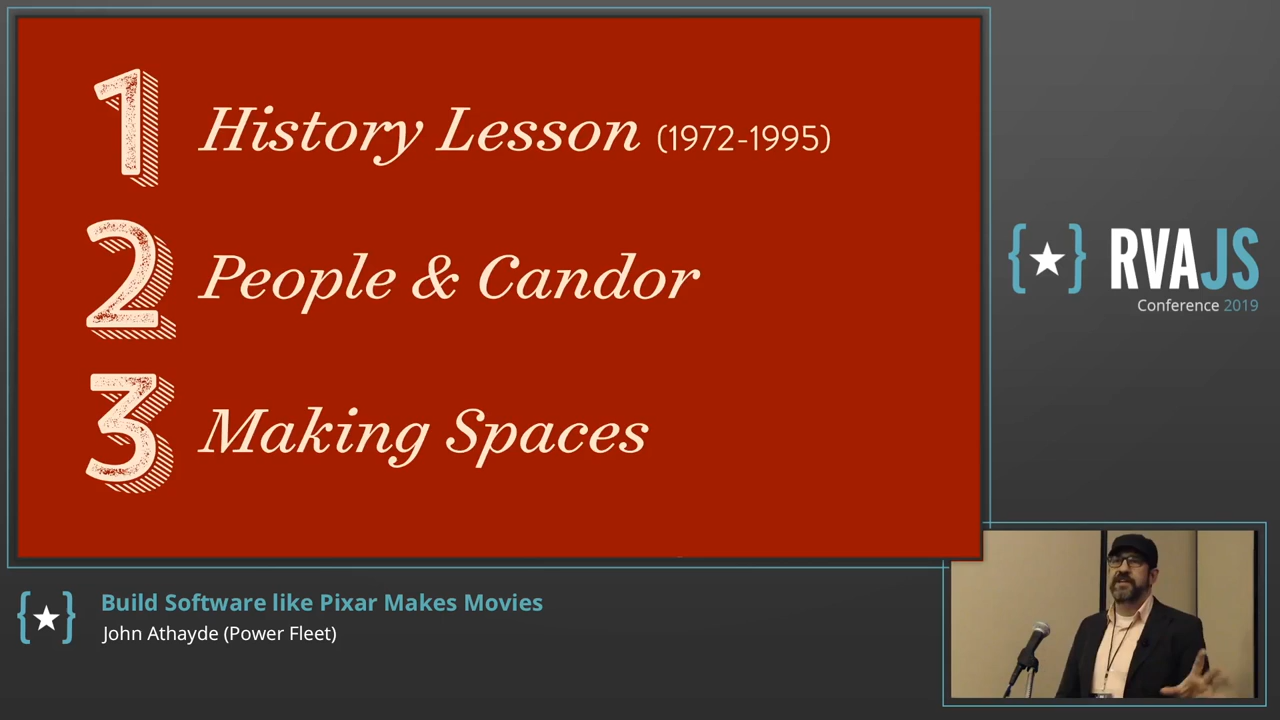 1 History Lesson (1972-1995)
2 People & Candor
3 Making Spaces
{★} RVAJS
Conference 2019
{★} Build Software like Pixar Makes Movies
John Athayde (Power Fleet)